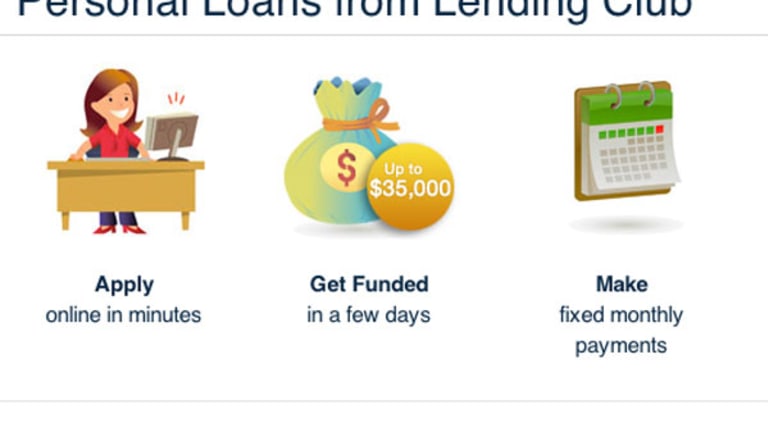 Personal Loans from Lending Club
$
Up to
$35,000
Apply
online in minutes
Get Funded
in a few days
Make
fixed monthly
payments